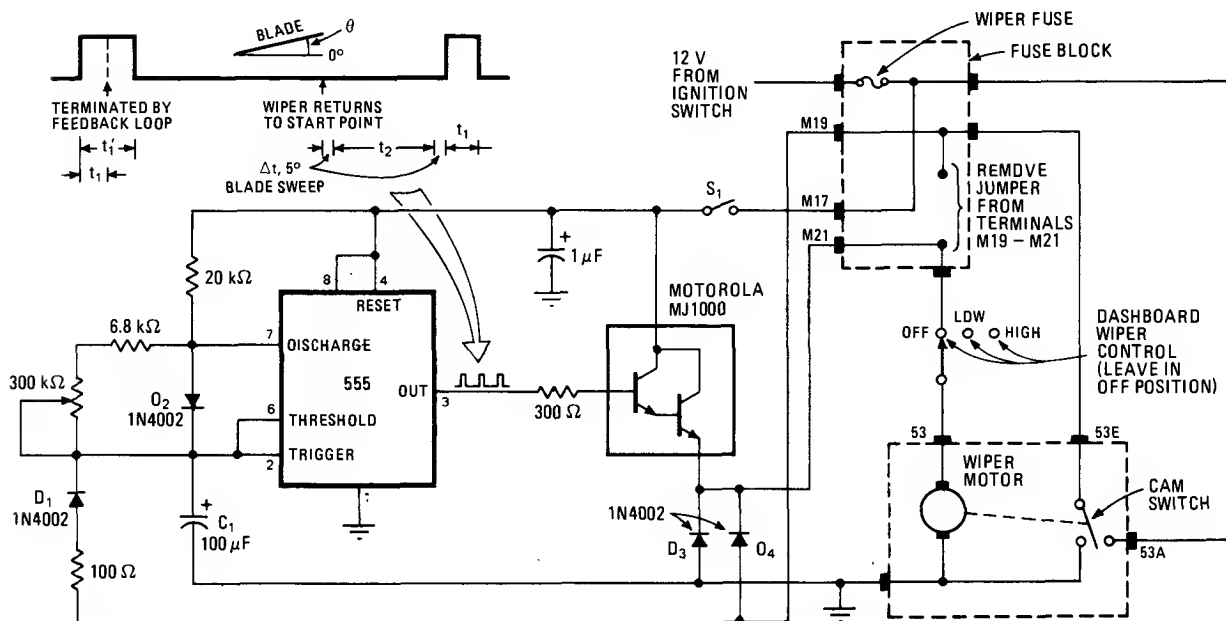 BLADE
θ
0°
TERMINATED BY
FEEDBACK LOOP
t₁'
t₁
WIPER RETURNS
TO START POINT
t₂
t₁
Δt, 5°
BLADE SWEEP
WIPER FUSE
FUSE BLOCK
12 V
FROM
IGNITION
SWITCH
M19
REMDVE
JUMPER
FROM
TERMINALS
M19 – M21
S₁
M17
M21
+
1 μF
20 kΩ
8
4
RESET
6.8 kΩ
7
OISCHARGE
300 kΩ
O₂
1N4002
555
OUT
3
6
THRESHOLD
2
TRIGGER
300 Ω
MOTOROLA
MJ1000
OFF
LDW
HIGH
DASHBOARD
WIPER
CONTROL
(LEAVE IN
OFF POSITION)
D₁
1N4002
+
C₁
100 μF
100 Ω
1N4002
D₃
O₄
53
53E
WIPER
MOTOR
CAM
SWITCH
53A